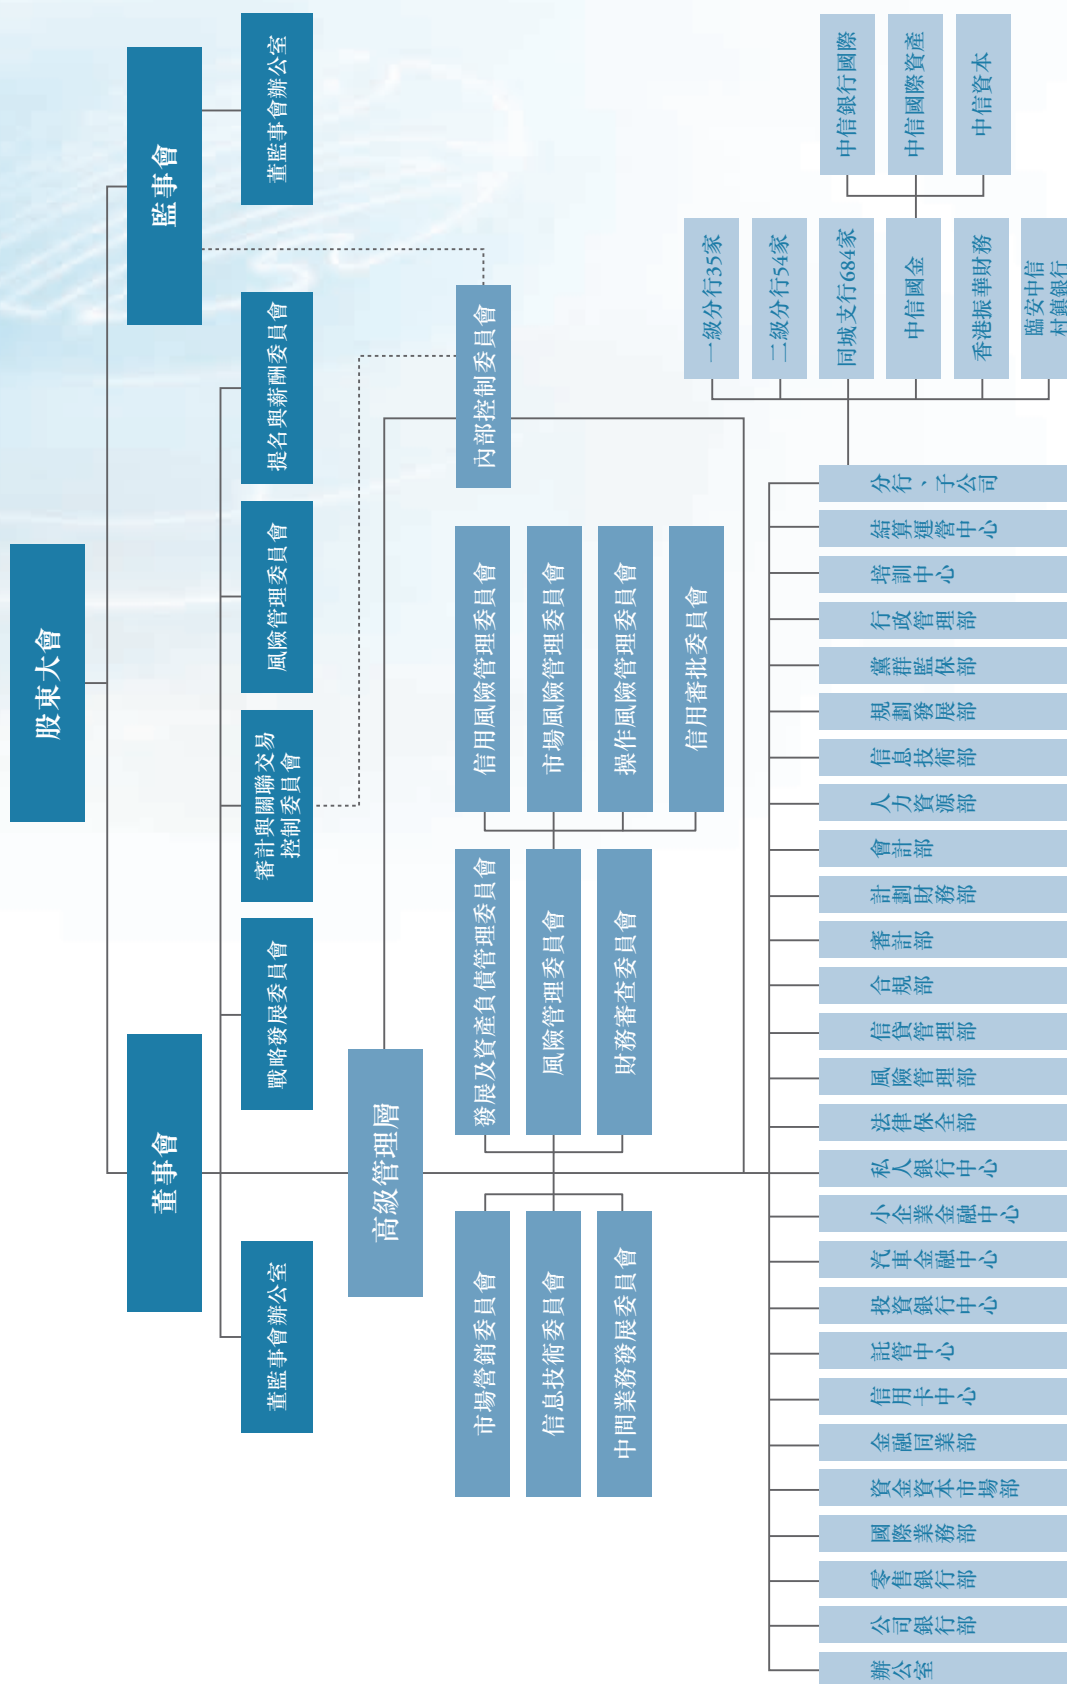 股東大會
董事會
監事會
董監事會辦公室
戰略發展委員會
審計與關聯交易
控制委員會
風險管理委員會
提名與薪酬委員會
董監事會辦公室
高級管理層
內部控制委員會
市場營銷委員會
信息技術委員會
中間業務發展委員會
發展及資產負債管理委員會
風險管理委員會
財務審查委員會
信用風險管理委員會
市場風險管理委員會
操作風險管理委員會
信用審批委員會
辦公室
公司銀行部
零售銀行部
國際業務部
資金資本市場部
金融同業部
信用卡中心
託管中心
投資銀行中心
汽車金融中心
小企業金融中心
私人銀行中心
法律保全部
風險管理部
信貸管理部
合規部
審計部
計劃財務部
會計部
人力資源部
信息技術部
規劃發展部
黨群監保部
行政管理部
培訓中心
結算運營中心
分行、子公司
一級分行35家
二級分行54家
同城支行684家
中信國金
香港振華財務
臨安中信
村鎮銀行
中信銀行國際
中信國際資產
中信資本